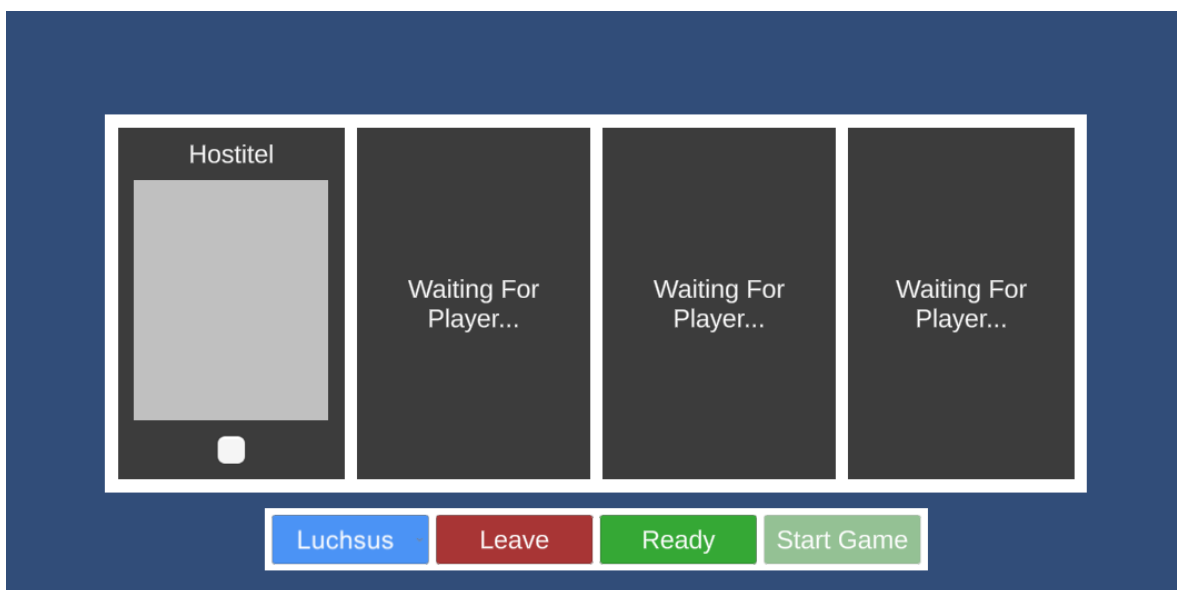 Hostitel
Waiting For
Player...
Waiting For
Player...
Waiting For
Player...
Luchsus
Leave
Ready
Start Game